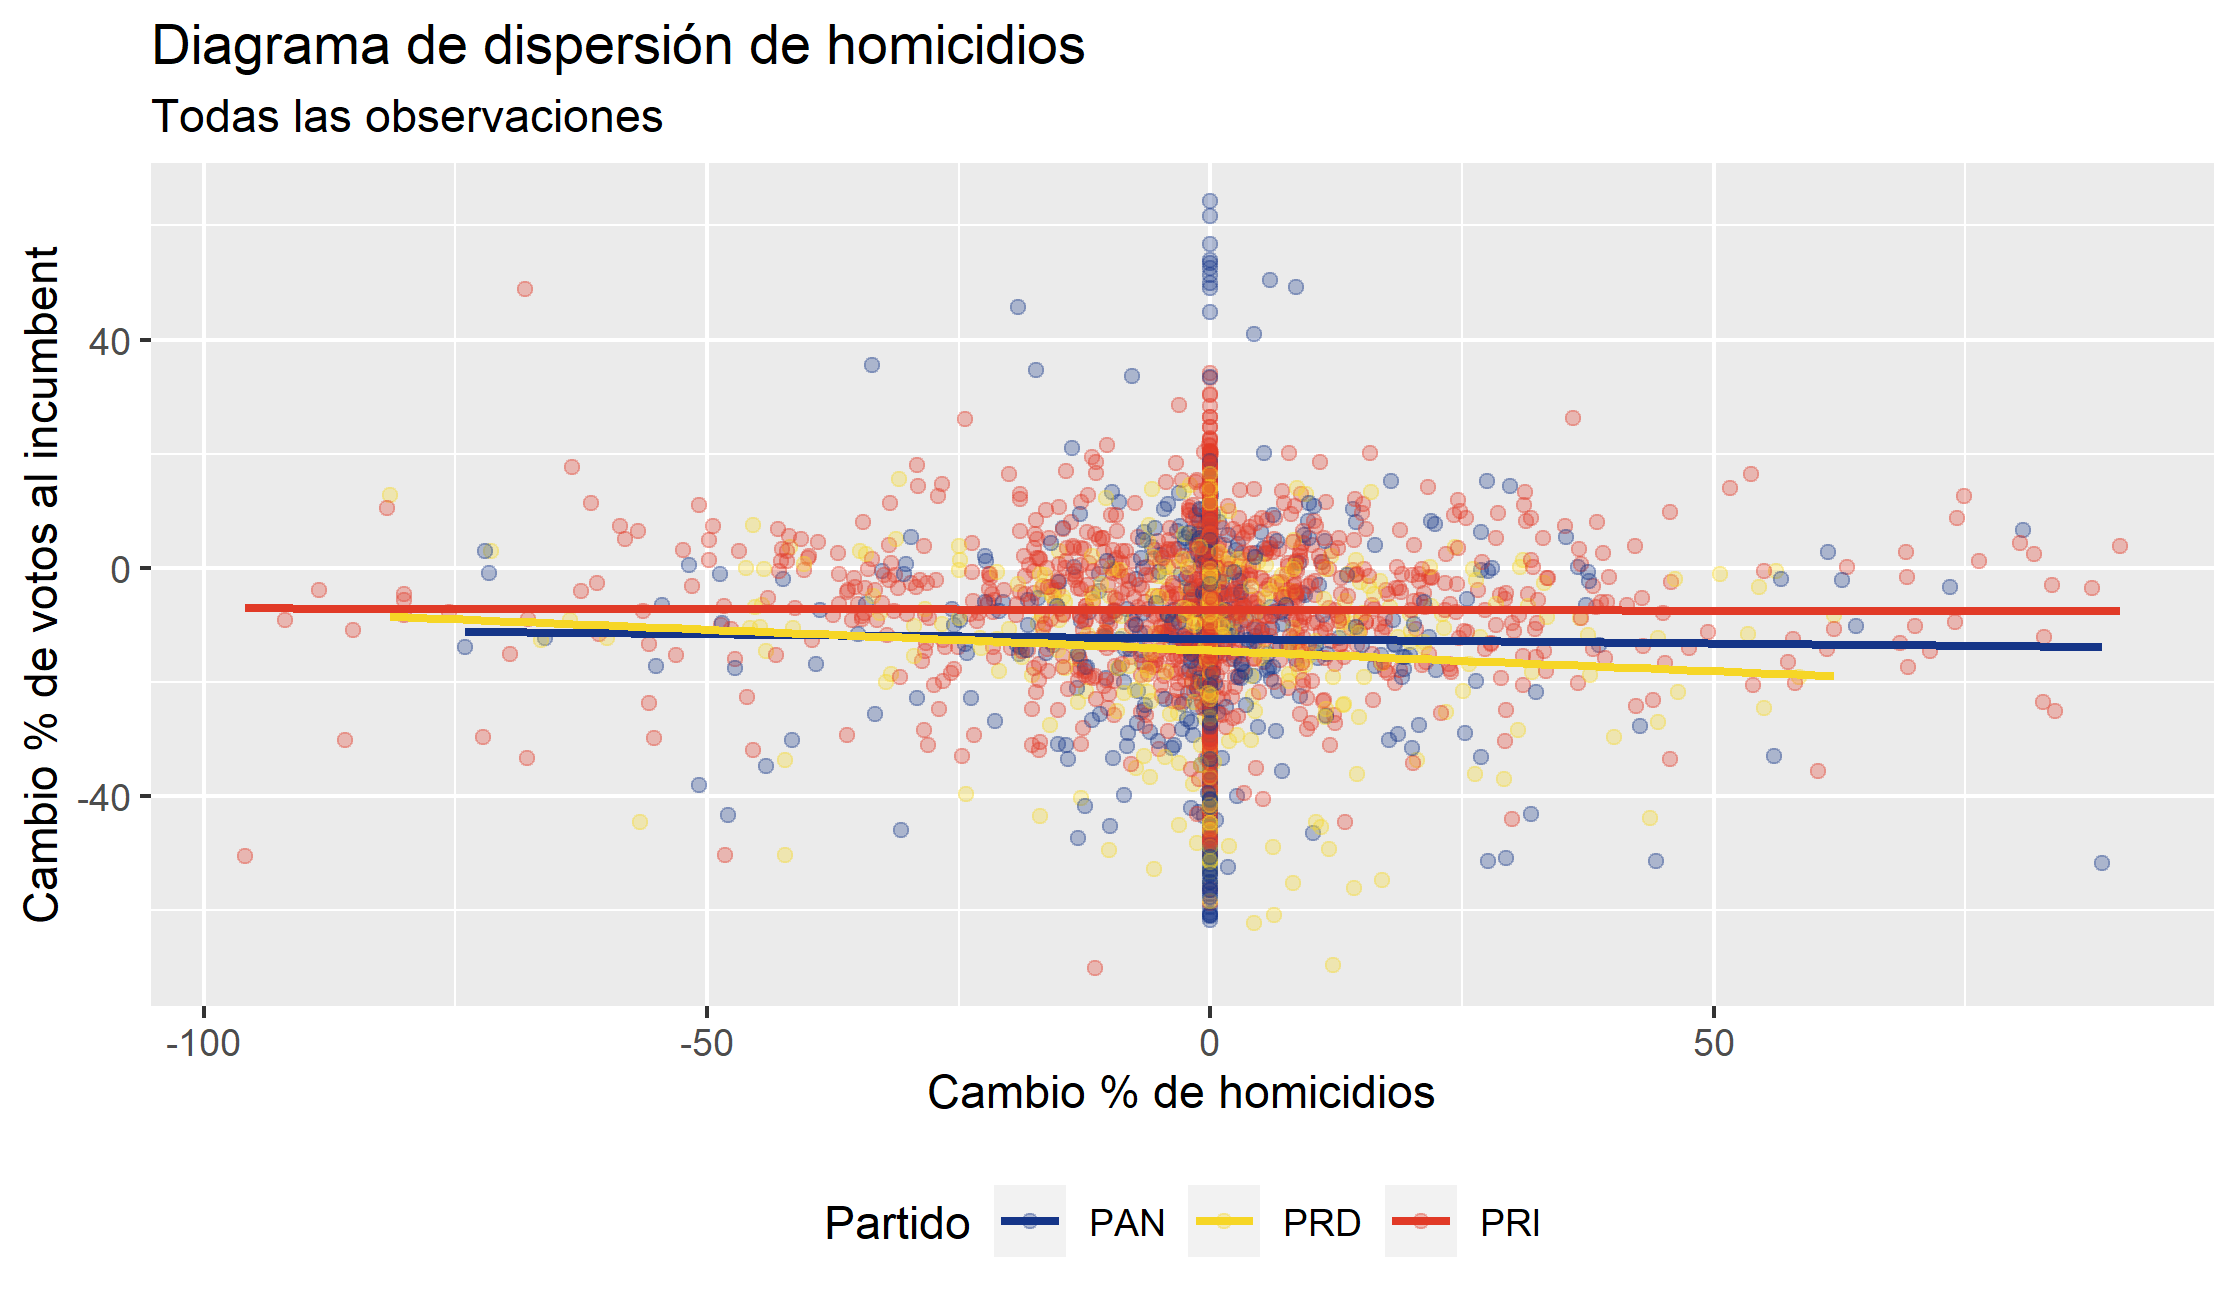 Diagrama de dispersión de homicidios
Todas las observaciones
Cambio % de votos al incumbent
40
0
-40
-100
-50
0
50
Cambio % de homicidios
Partido
PAN
PRD
PRI